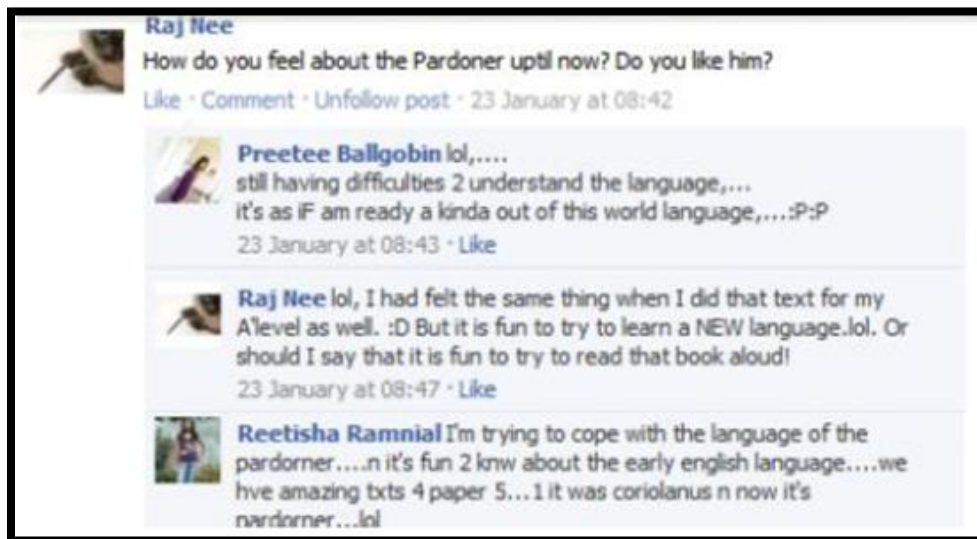 Raj Nee
How do you feel about the Pardoner uptil now? Do you like him?
Like · Comment · Unfollow post · 23 January at 08:42
Preetee Ballgobin lol,....
still having difficulties 2 understand the language,...
it's as iF am ready a kinda out of this world language,...:P:P
23 January at 08:43 · Like
Raj Nee lol, I had felt the same thing when I did that text for my
A'level as well. :D But it is fun to try to learn a NEW language.lol. Or
should I say that it is fun to try to read that book aloud!
23 January at 08:47 · Like
Reetisha Ramnial I'm trying to cope with the language of the
pardorner....n it's fun 2 knw about the early english language....we
hve amazing txts 4 paper 5...1 it was coriolanus n now it's
pardorner...lol